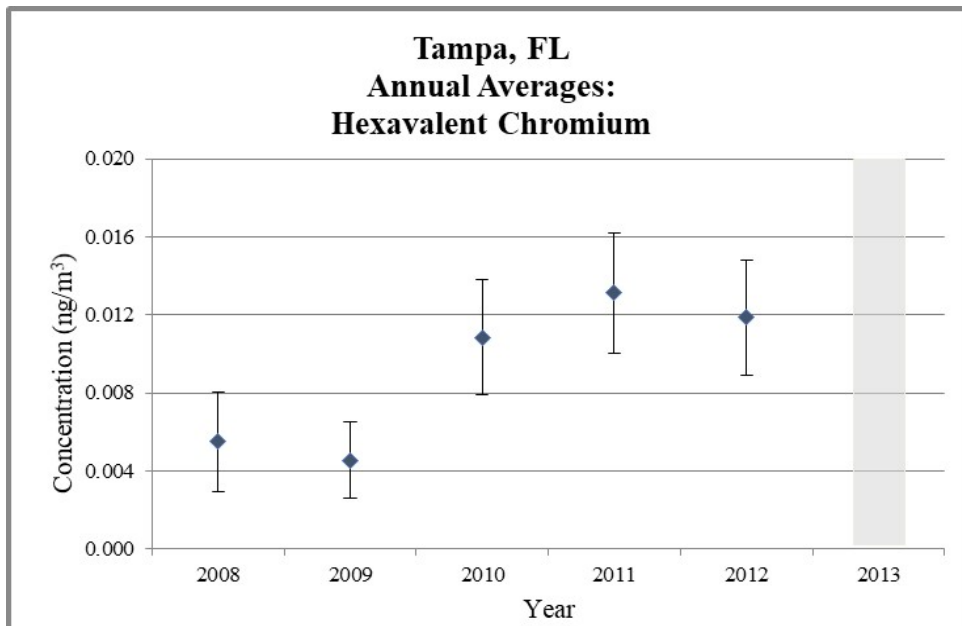 Tampa, FL
Annual Averages:
Hexavalent Chromium
Concentration (ng/m³)
0.020
0.016
0.012
0.008
0.004
0.000
2008 2009 2010 2011 2012 2013
Year